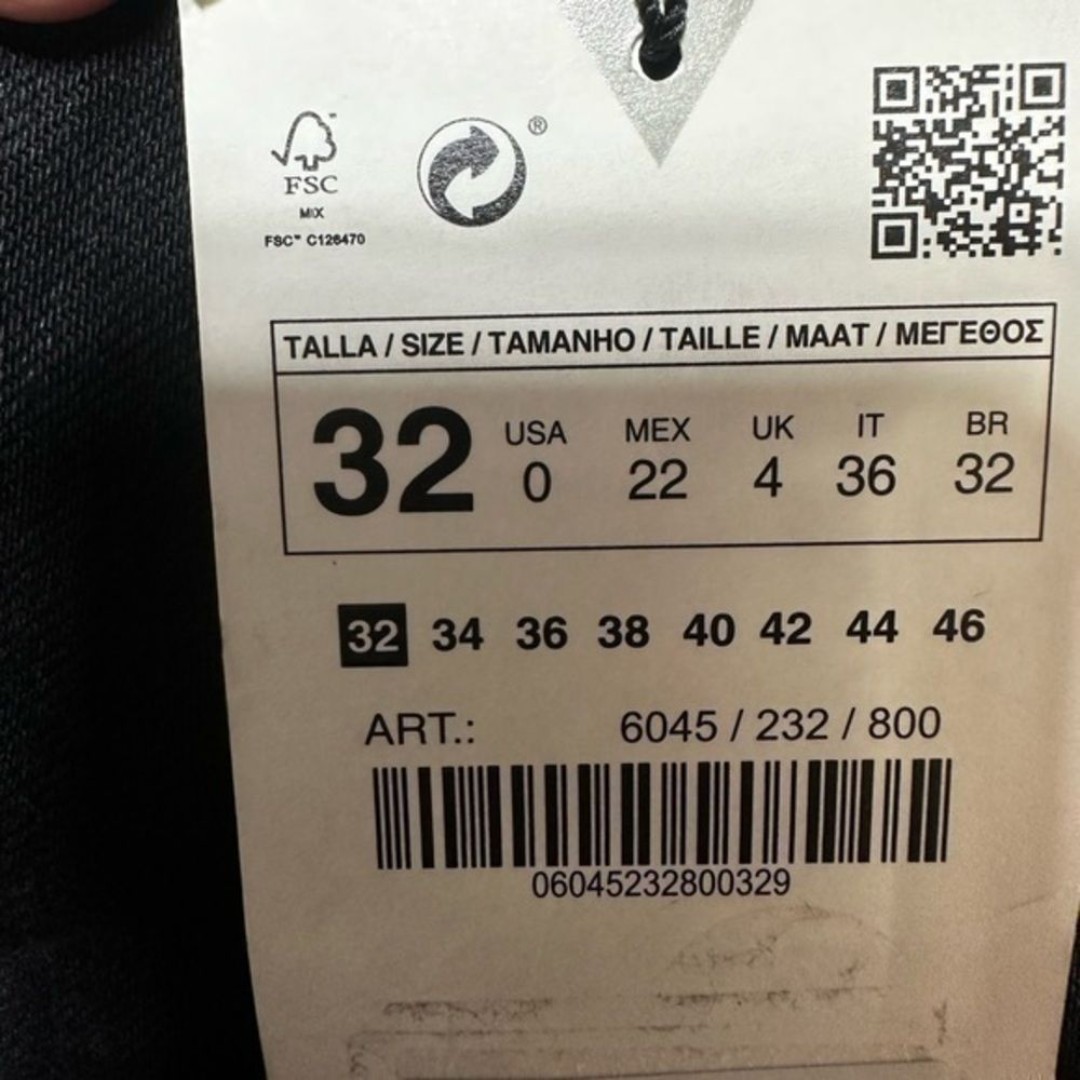 FSC
MIX
FSC™ C126470
®
TALLA / SIZE / TAMANHO / TAILLE / MAAT / ΜΕΓΕΘΟΣ
32 USA 0 MEX 22 UK 4 IT 36 BR 32
32 34 36 38 40 42 44 46
ART.: 6045 / 232 / 800
06045232800329